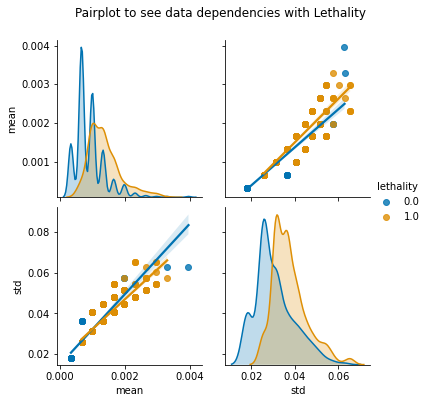 Pairplot to see data dependencies with Lethality
0.004
0.003
0.002
0.001
mean
lethality
0.0
1.0
0.08
0.06
0.04
0.02
std
0.000 0.002 0.004
0.02 0.04 0.06
mean
std